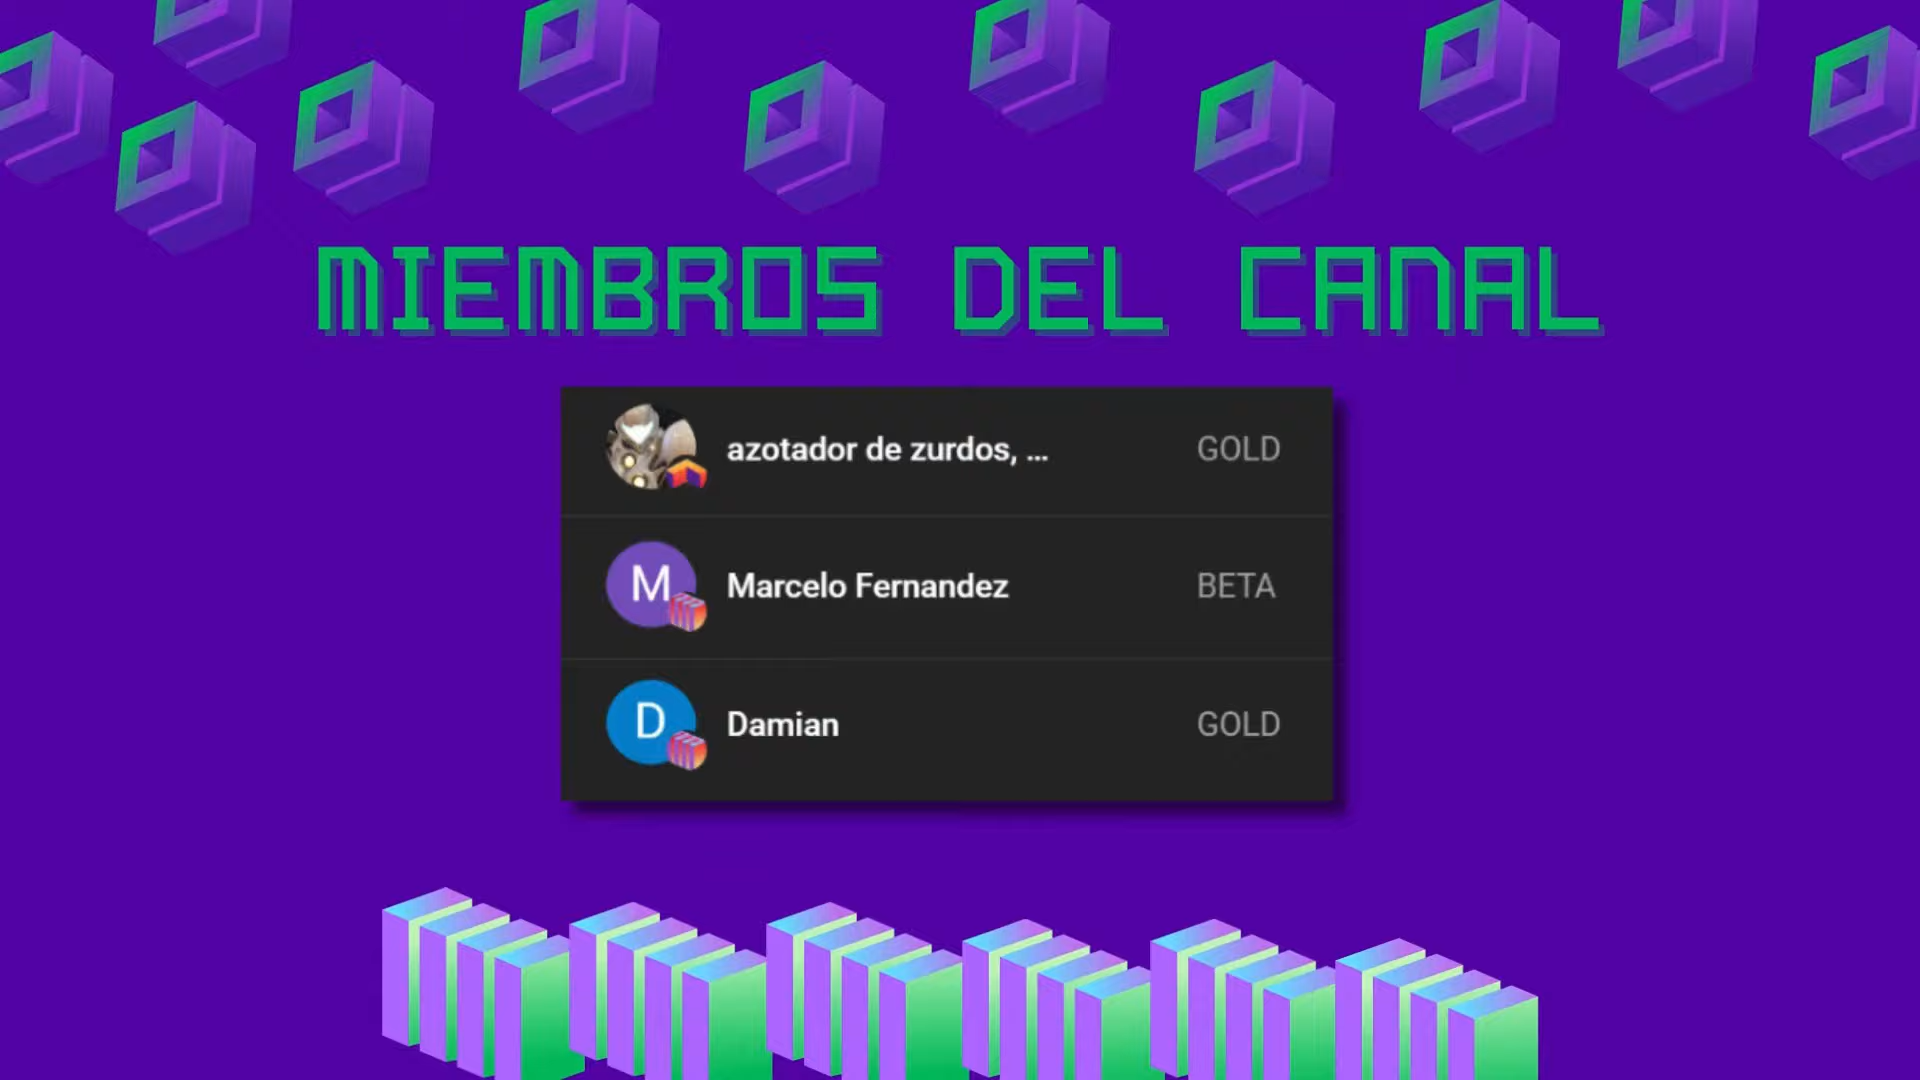 MIEMBROS DEL CANAL
azotador de zurdos, ... GOLD
M Marcelo Fernandez BETA
D Damian GOLD